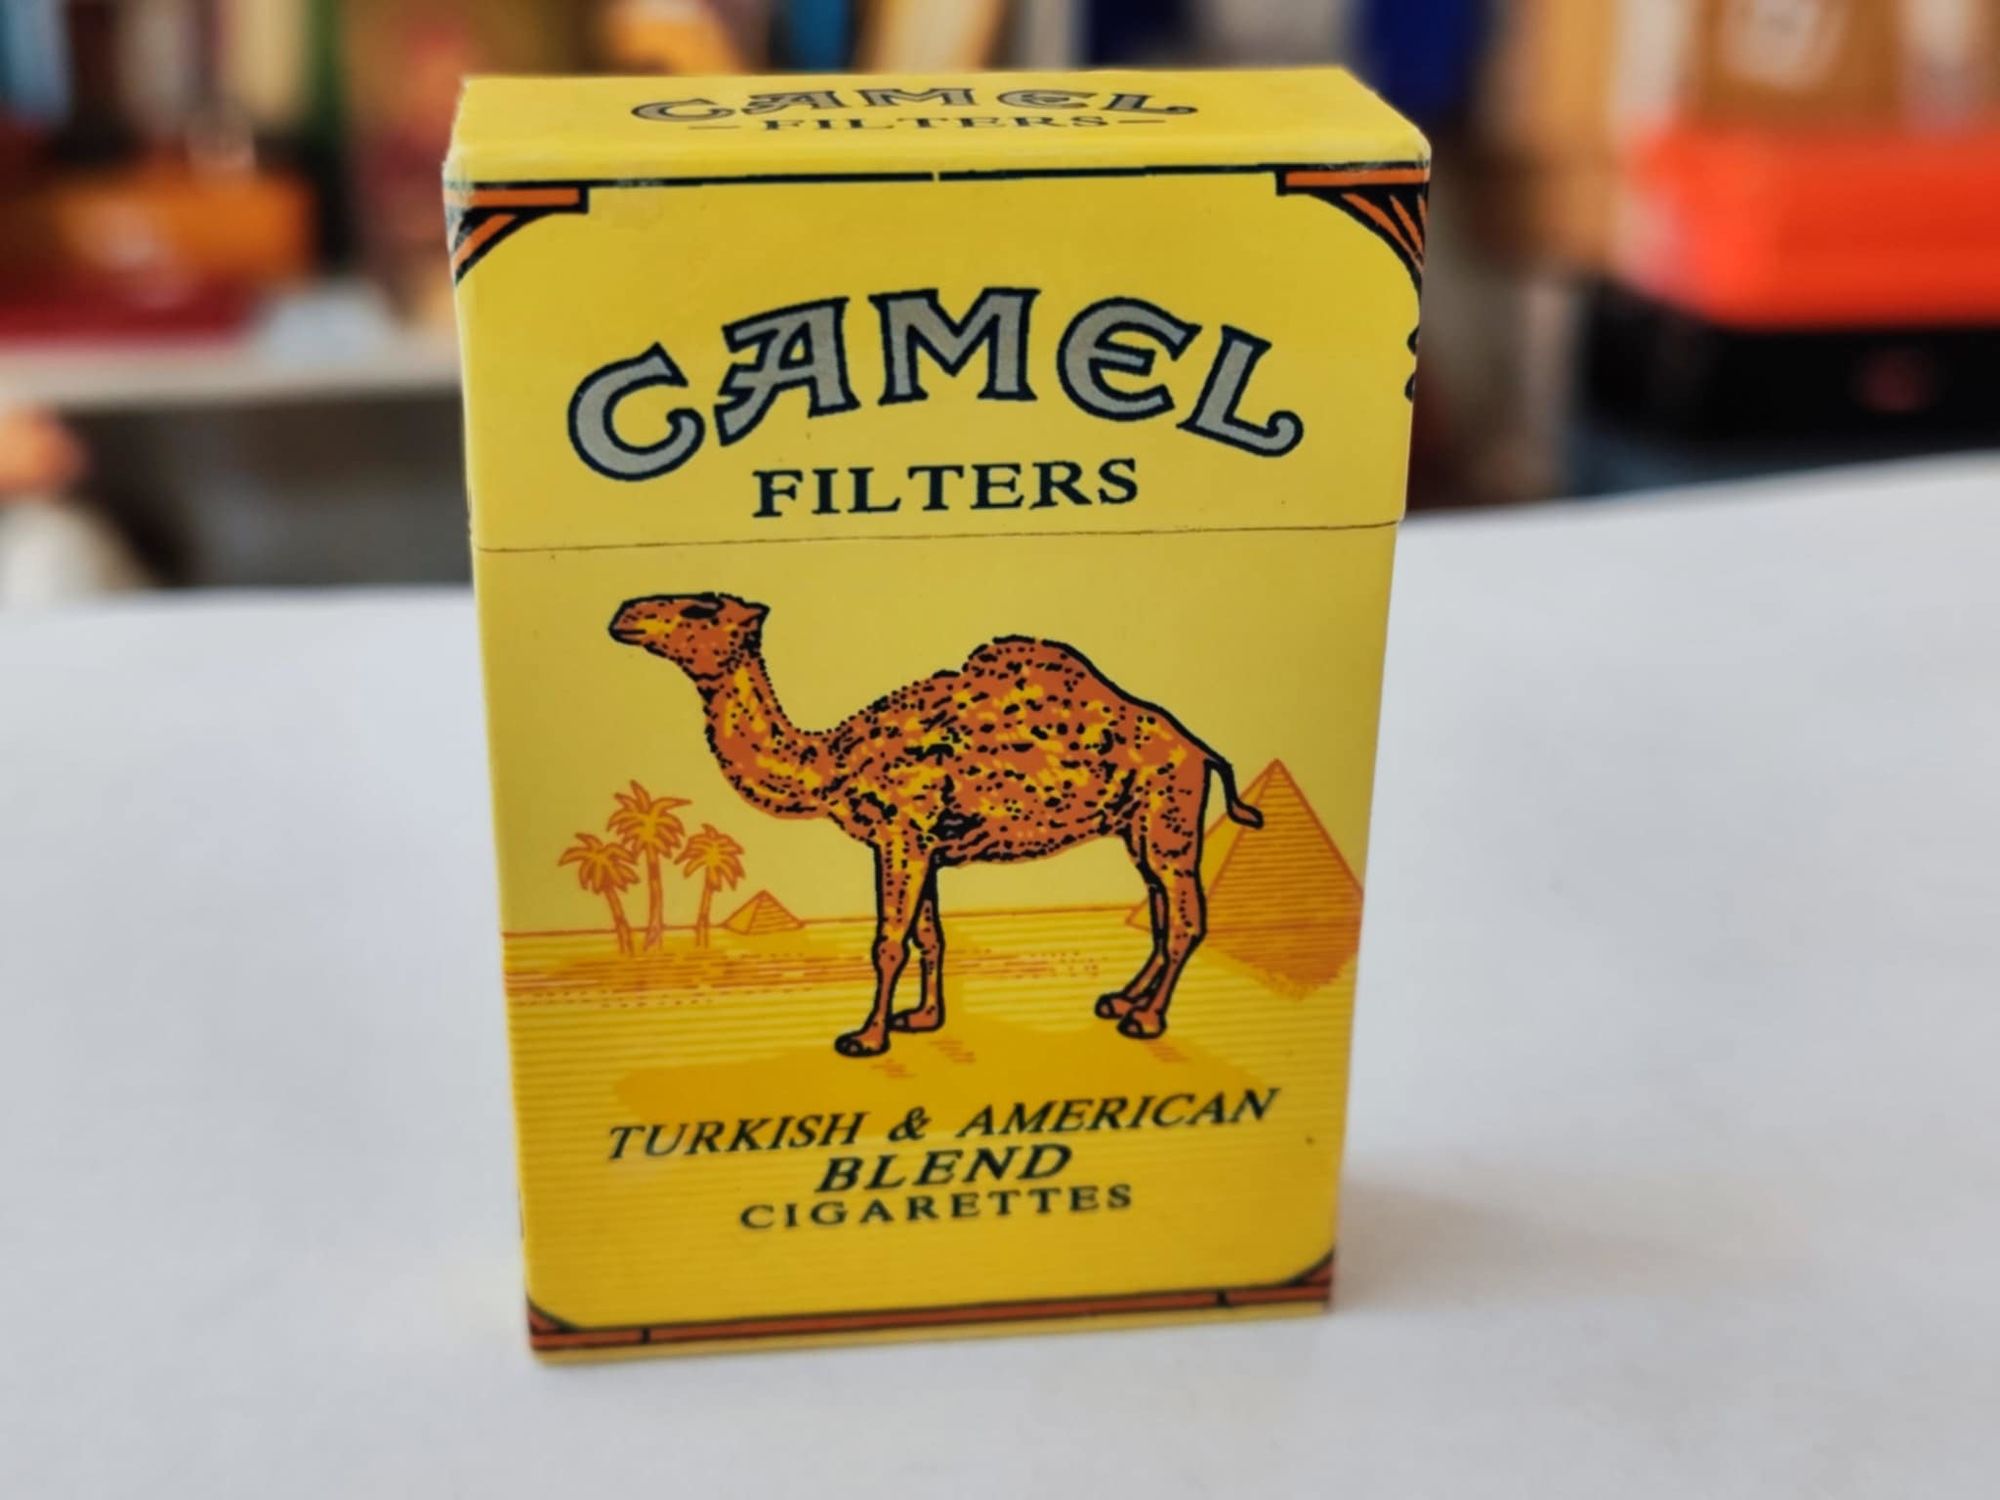 CAMEL
FILTERS
CAMEL
FILTERS
TURKISH & AMERICAN
BLEND
CIGARETTES